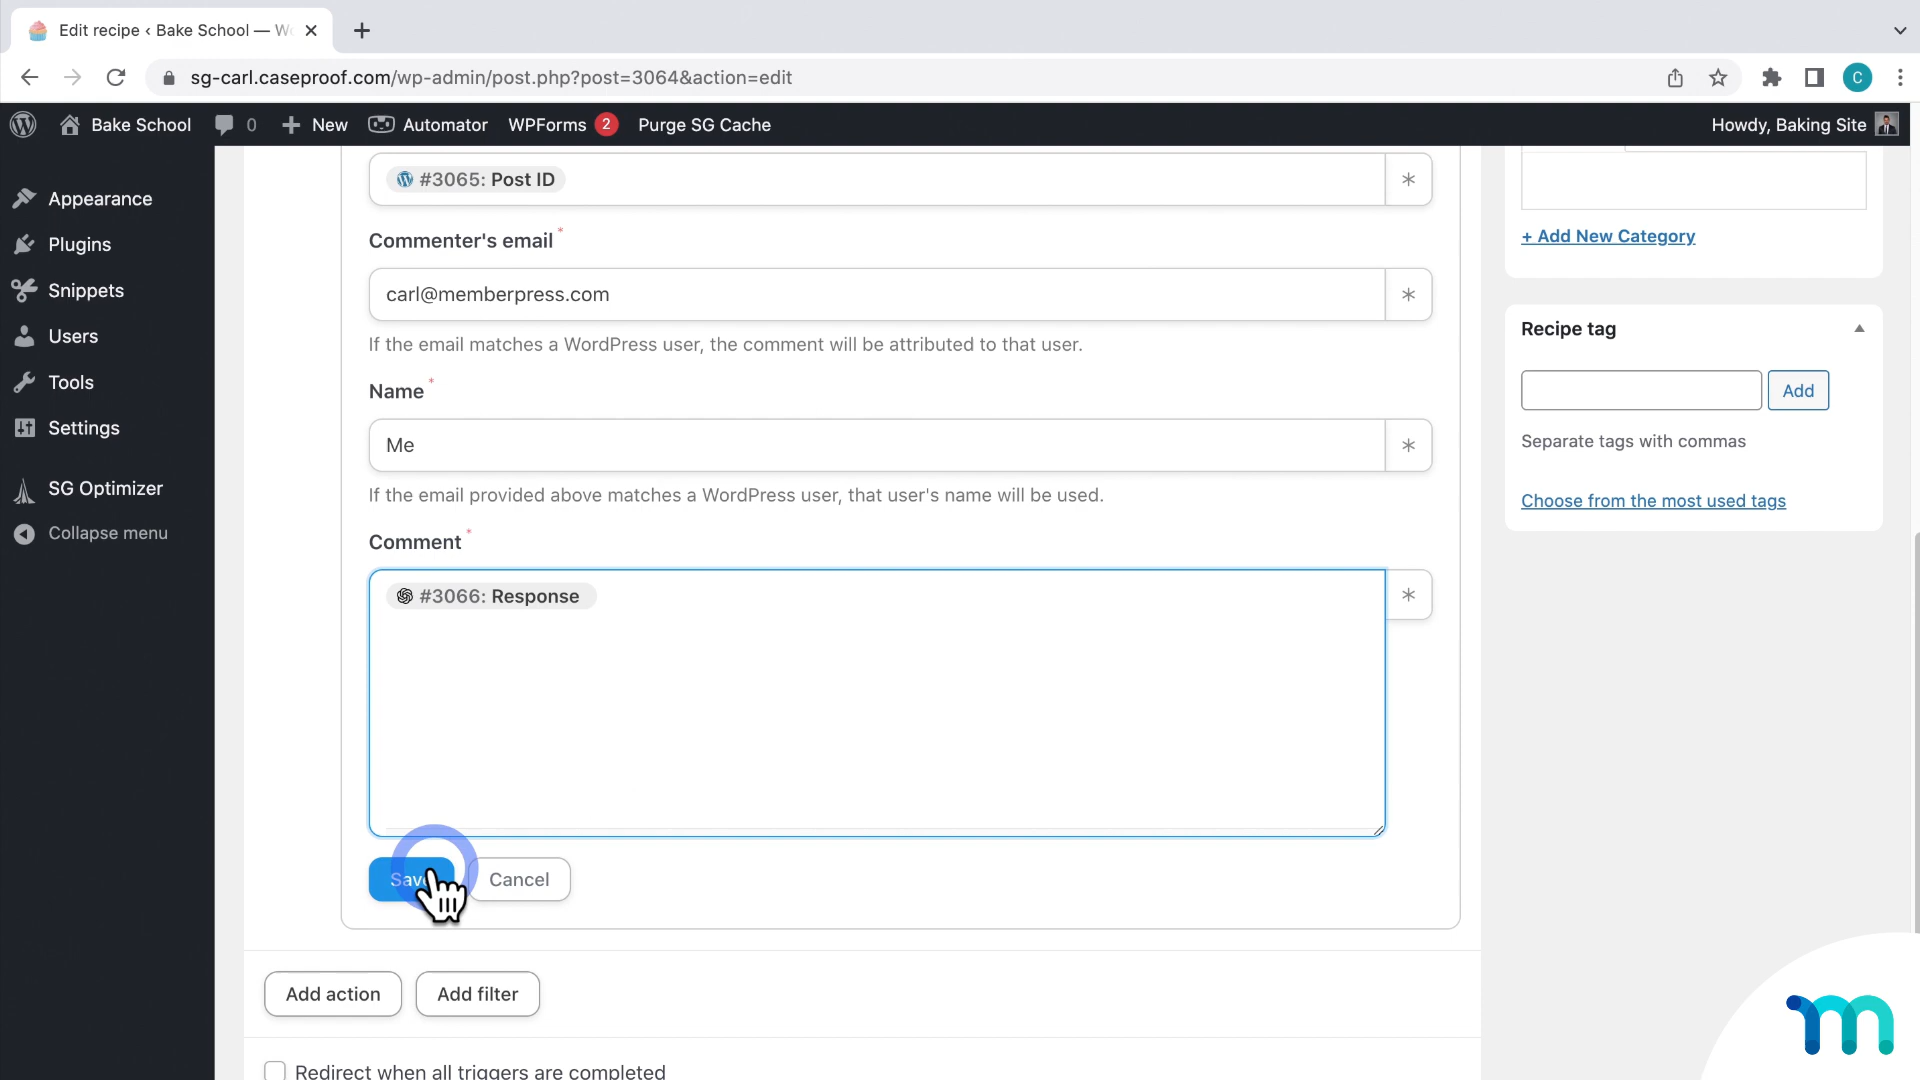 Edit recipe ‹ Bake School — W
sg-carl.caseproof.com/wp-admin/post.php?post=3064&action=edit
C
Bake School 0 New Automator WPForms 2 Purge SG Cache Howdy, Baking Site
Appearance
Plugins
Snippets
Users
Tools
Settings
SG Optimizer
Collapse menu
#3065: Post ID
*
Commenter's email *
carl@memberpress.com
*
If the email matches a WordPress user, the comment will be attributed to that user.
Name *
Me
*
If the email provided above matches a WordPress user, that user's name will be used.
Comment *
#3066: Response
*
Save Cancel
Add action Add filter
Redirect when all triggers are completed
+ Add New Category
Recipe tag
Add
Separate tags with commas
Choose from the most used tags
m